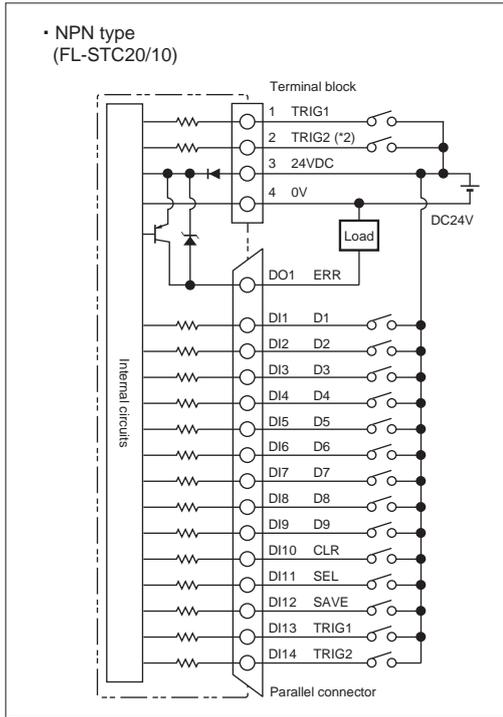 ・NPN type
(FL-STC20/10)
Terminal block
1 TRIG1
2 TRIG2 (*2)
3 24VDC
4 0V
DC24V
Load
DO1 ERR
DI1 D1
DI2 D2
DI3 D3
DI4 D4
DI5 D5
DI6 D6
DI7 D7
DI8 D8
DI9 D9
DI10 CLR
DI11 SEL
DI12 SAVE
DI13 TRIG1
DI14 TRIG2
Internal circuits
Parallel connector